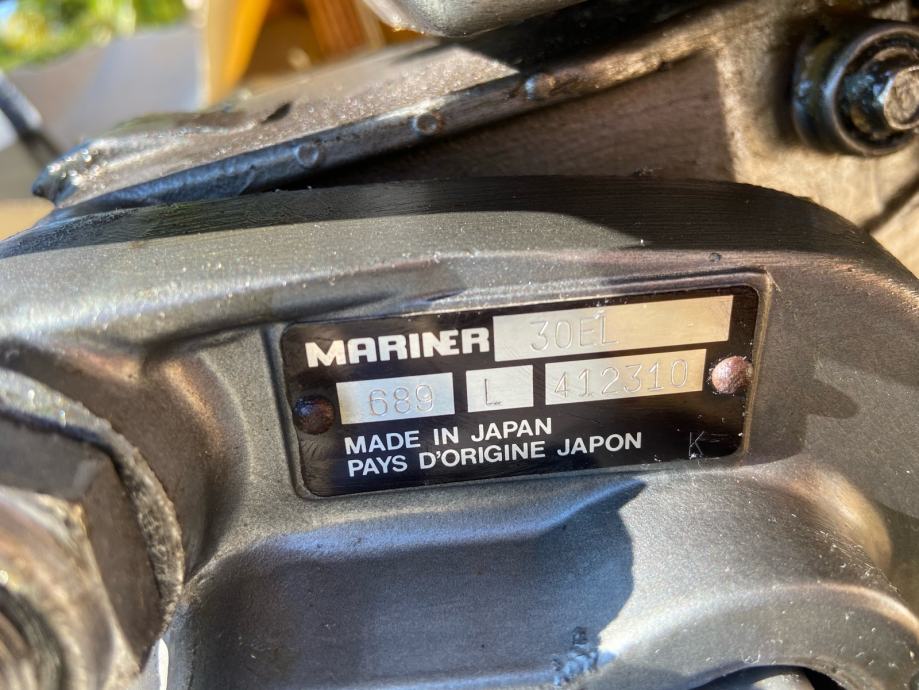 MARINER 30EL
689 L 412310
MADE IN JAPAN
PAYS D'ORIGINE JAPON K-